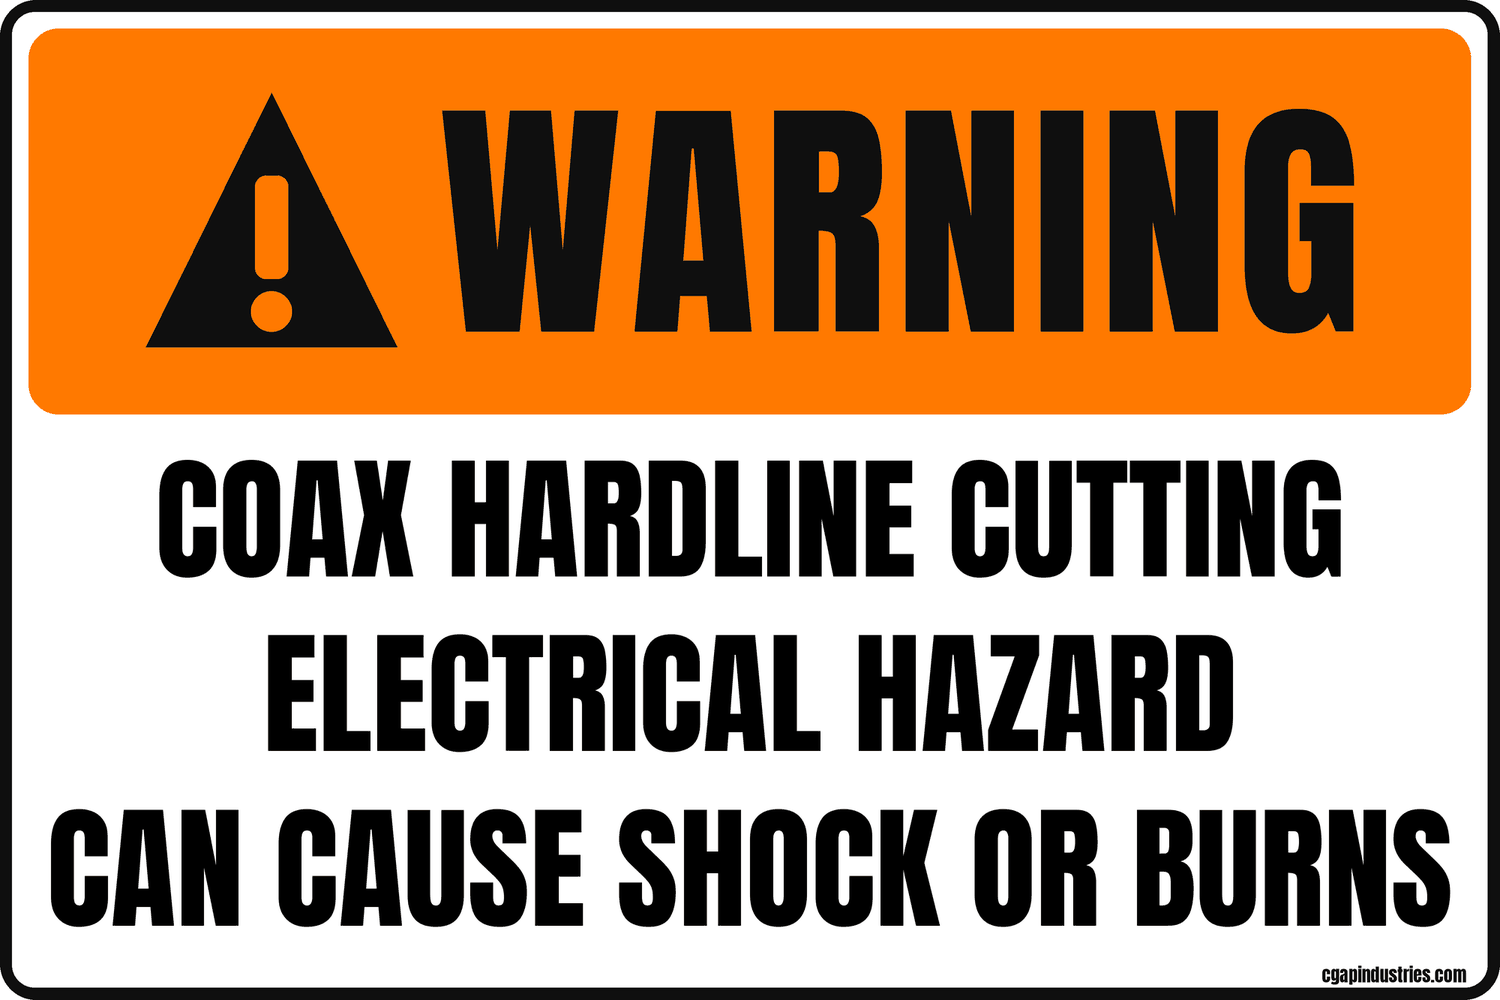 WARNING
COAX HARDLINE CUTTING
ELECTRICAL HAZARD
CAN CAUSE SHOCK OR BURNS
cgapindustries.com